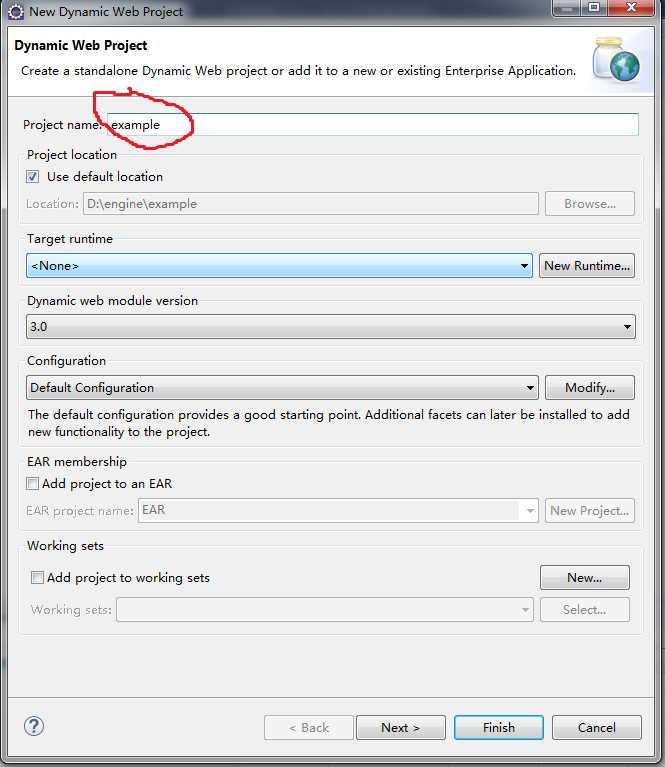 New Dynamic Web Project
Dynamic Web Project
Create a standalone Dynamic Web project or add it to a new or existing Enterprise Application.
Project name: example
Project location
Use default location
Location: D:\engine\example Browse...
Target runtime
<None> New Runtime...
Dynamic web module version
3.0
Configuration
Default Configuration Modify...
The default configuration provides a good starting point. Additional facets can later be installed to add
new functionality to the project.
EAR membership
Add project to an EAR
EAR project name: EAR New Project...
Working sets
Add project to working sets New...
Working sets: Select...
? < Back Next > Finish Cancel